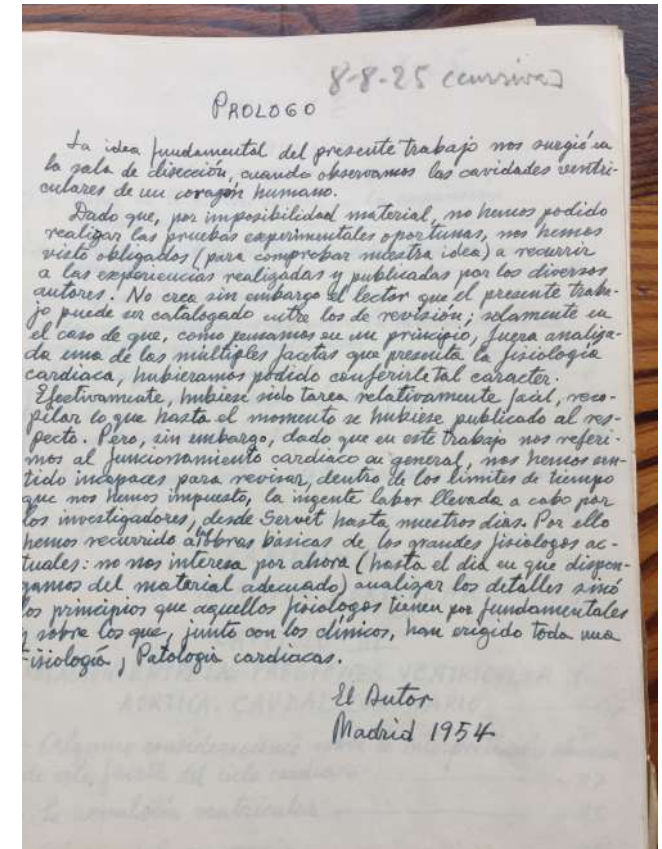 8-8-25 (cursiva)
PROLOGO
La idea fundamental del presente trabajo nos surgió en
la sala de disección, cuando observamos las cavidades ventri-
culares de un corazón humano.
Dado que, por imposibilidad material, no hemos podido
realizar las pruebas experimentales oportunas, nos hemos
visto obligados (para comprobar nuestra idea) a recurrir
a las experiencias realizadas y publicadas por los diversos
autores. No crea sin embargo el lector que el presente traba-
jo puede ser catalogado entre los de revisión; solamente en
el caso de que, como pensamos en un principio, fuera analiza-
da una de las múltiples facetas que presenta la fisiología
cardiaca, hubieramos podido conferirle tal caracter.
Efectivamente, hubiese sido tarea relativamente facil, reco-
pilar lo que hasta el momento se hubiese publicado al res-
pecto. Pero, sin embargo, dado que en este trabajo nos referi-
mos al funcionamiento cardiaco en general, nos hemos sen-
tido incapaces para revisar, dentro de los límites de tiempo
que nos hemos impuesto, la ingente labor llevada a cabo por
los investigadores, desde Servet hasta nuestros dias. Por ello
hemos recurrido a obras básicas de los grandes fisiologos ac-
tuales: no nos interesa por ahora (hasta el día en que dispon-
gamos del material adecuado) analizar los detalles sinó
los principios que aquellos fisiologos tienen por fundamentales
y sobre los que, junto con los clínicos, han erigido toda una
Fisiología y Patología cardiacas.
El Autor
Madrid 1954